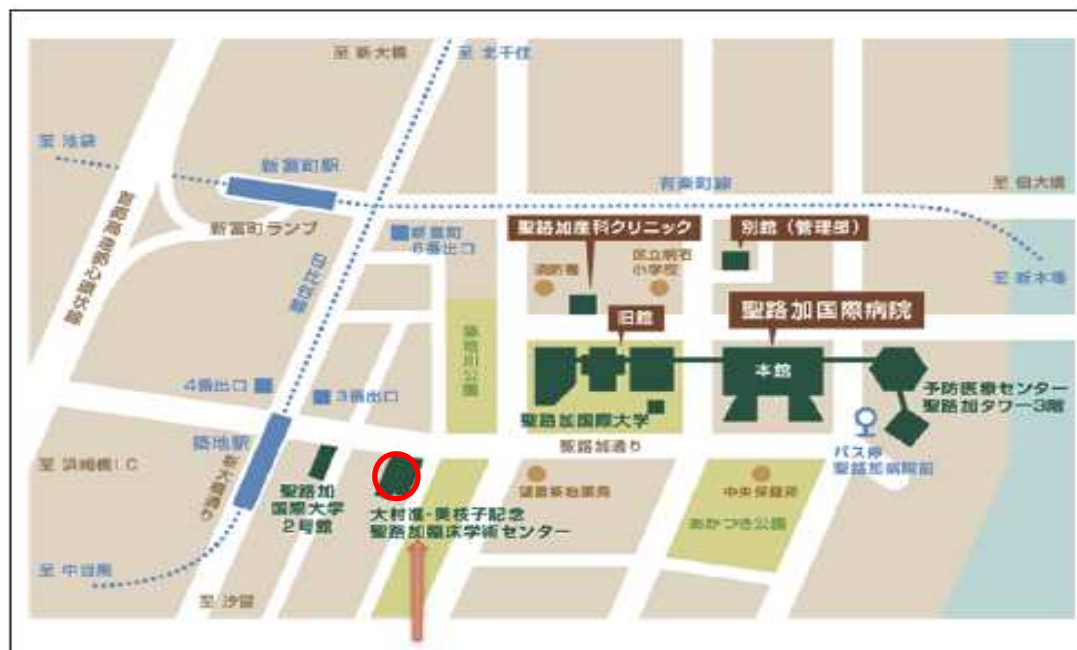 至 新大橋
至 北千住
至 池袋
新富町駅
有楽町線
至 佃大橋
首都高速都心環状線
新富町ランプ
新富町
6番出口
聖路加産科クリニック
別館（管理部）
消防署
区立明石
小学校
至 新木場
日比谷線
聖路加国際病院
旧館
築地川公園
本館
4番出口
3番出口
予防医療センター
聖路加タワー3階
聖路加国際大学
築地駅
聖路加通り
バス停
聖路加病院前
至 浜崎橋IC
新大橋通り
聖路加
国際大学
2号館
中央保健所
大村進・美枝子記念
聖路加臨床学術センター
あかつき公園
至 中目黒
至 汐留